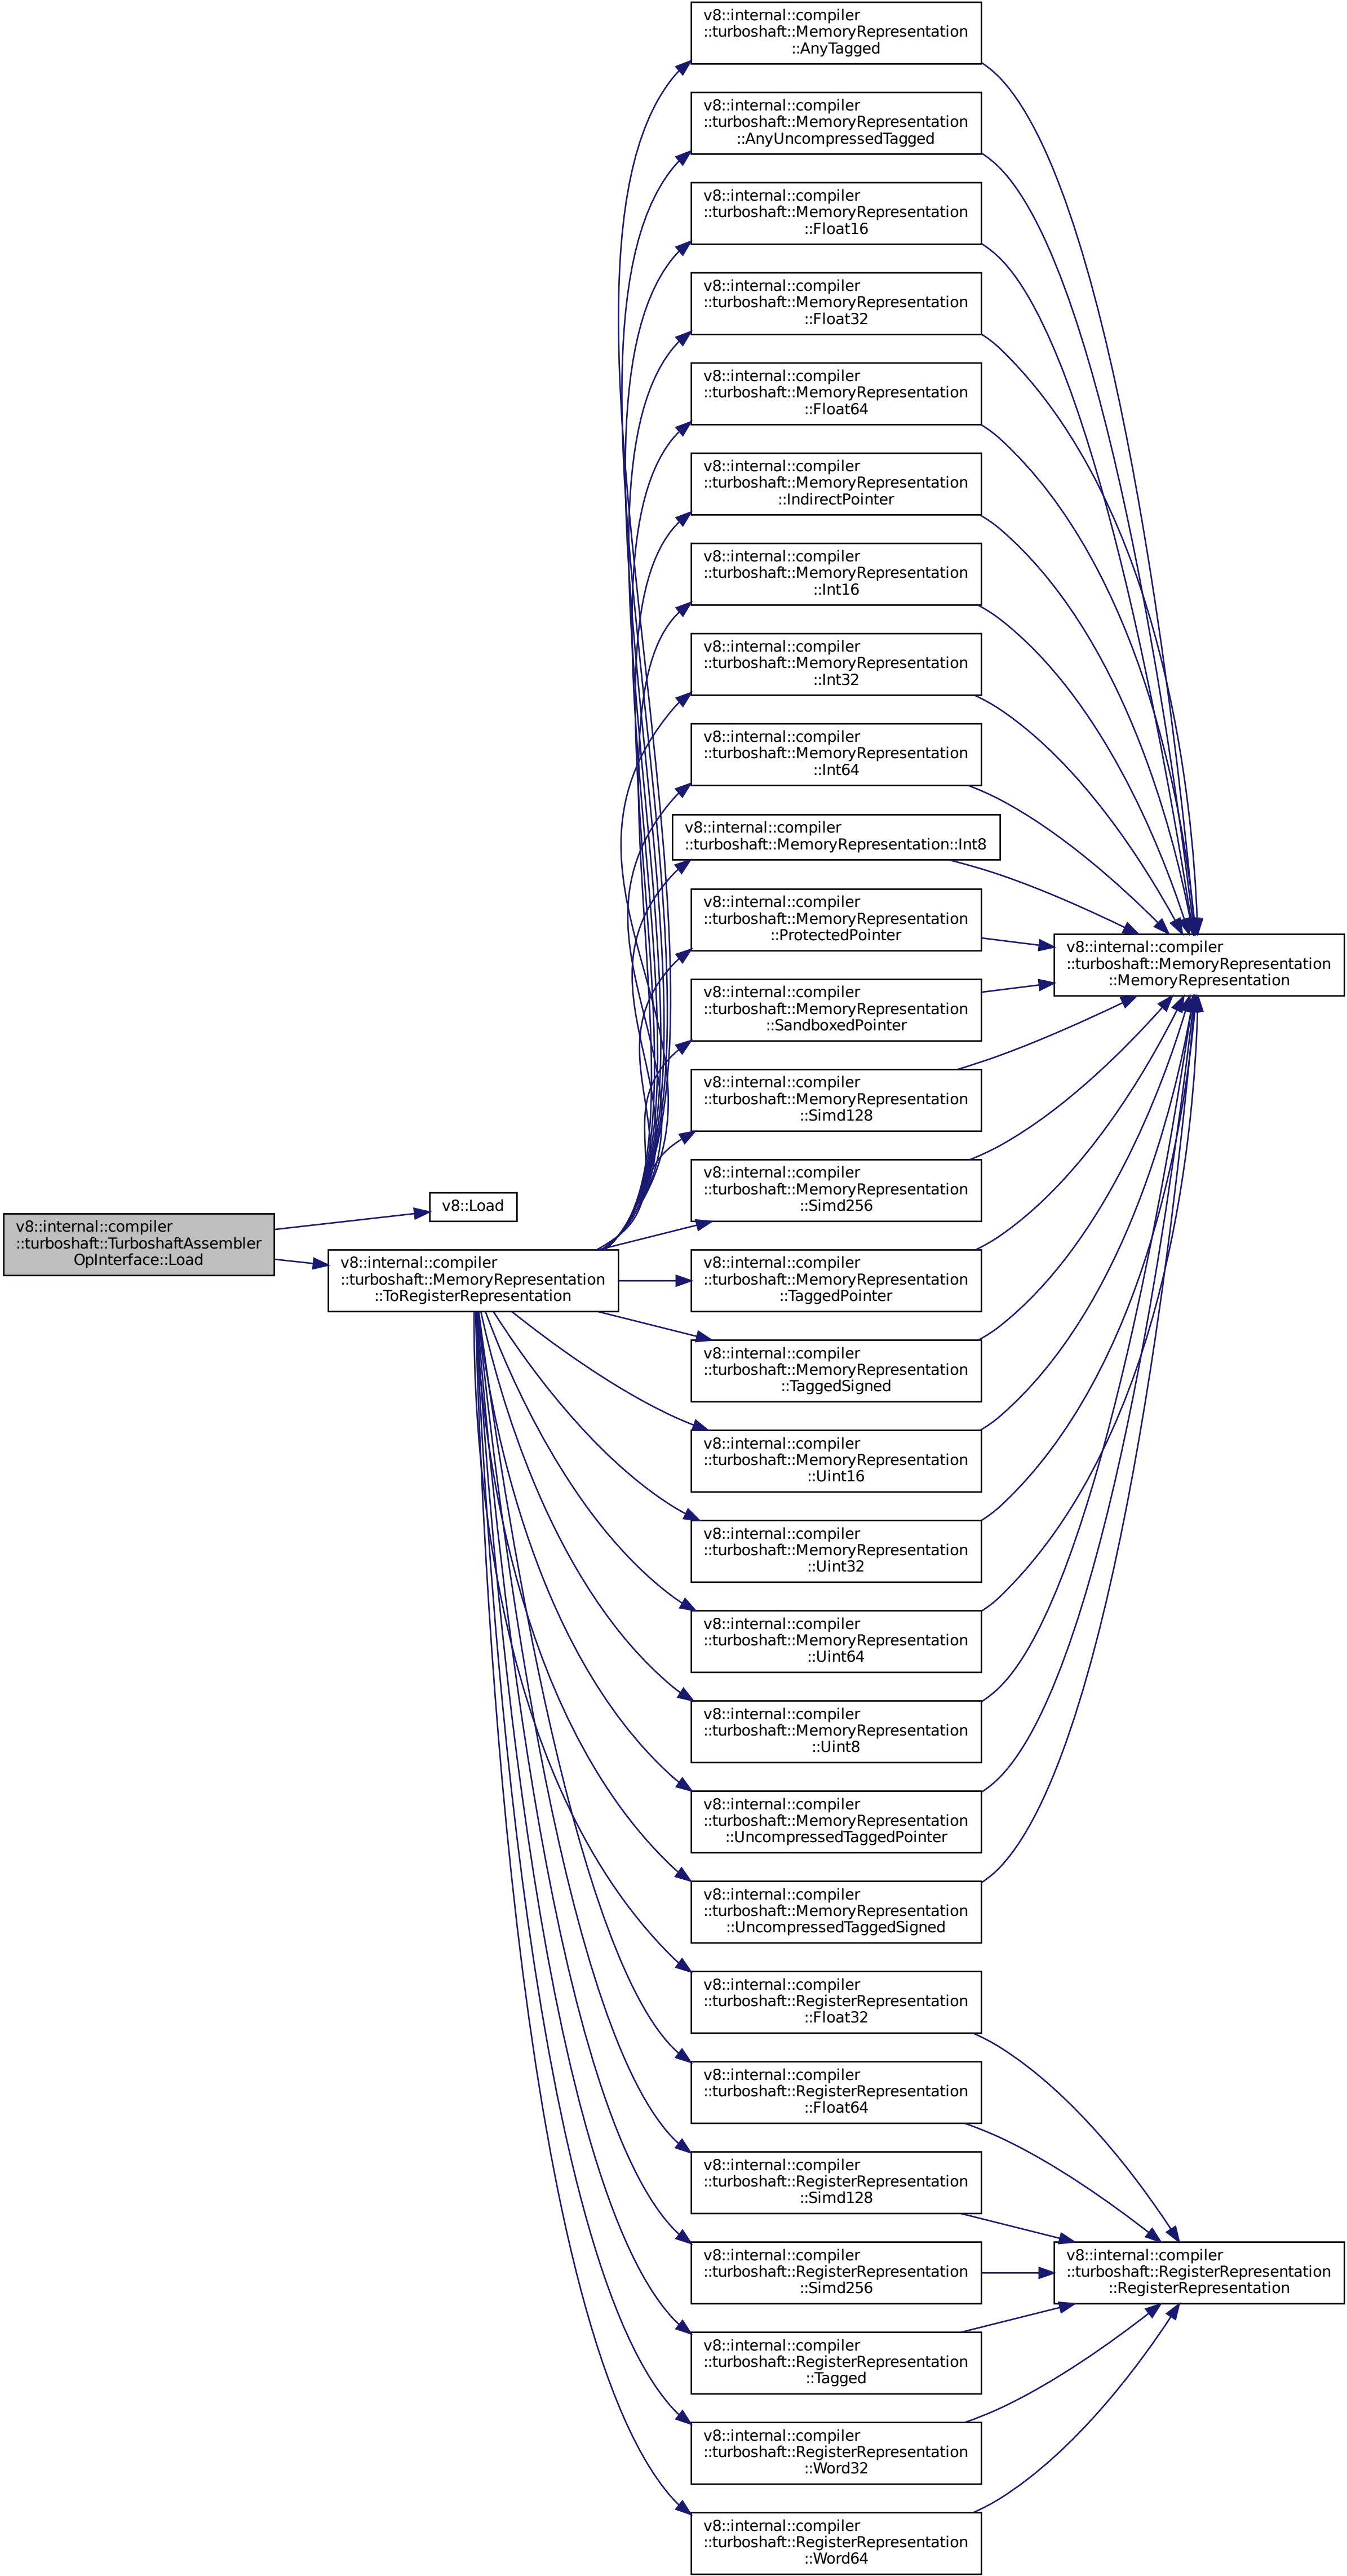 v8::internal::compiler
::turboshaft::MemoryRepresentation
::AnyTagged
v8::internal::compiler
::turboshaft::MemoryRepresentation
::AnyUncompressedTagged
v8::internal::compiler
::turboshaft::MemoryRepresentation
::Float16
v8::internal::compiler
::turboshaft::MemoryRepresentation
::Float32
v8::internal::compiler
::turboshaft::MemoryRepresentation
::Float64
v8::internal::compiler
::turboshaft::MemoryRepresentation
::IndirectPointer
v8::internal::compiler
::turboshaft::MemoryRepresentation
::Int16
v8::internal::compiler
::turboshaft::MemoryRepresentation
::Int32
v8::internal::compiler
::turboshaft::MemoryRepresentation
::Int64
v8::internal::compiler
::turboshaft::MemoryRepresentation::Int8
v8::internal::compiler
::turboshaft::MemoryRepresentation
::ProtectedPointer
v8::internal::compiler
::turboshaft::MemoryRepresentation
::MemoryRepresentation
v8::internal::compiler
::turboshaft::MemoryRepresentation
::SandboxedPointer
v8::internal::compiler
::turboshaft::MemoryRepresentation
::Simd128
v8::internal::compiler
::turboshaft::MemoryRepresentation
::Simd256
v8::Load
v8::internal::compiler
::turboshaft::TurboshaftAssembler
OpInterface::Load
v8::internal::compiler
::turboshaft::MemoryRepresentation
::ToRegisterRepresentation
v8::internal::compiler
::turboshaft::MemoryRepresentation
::TaggedPointer
v8::internal::compiler
::turboshaft::MemoryRepresentation
::TaggedSigned
v8::internal::compiler
::turboshaft::MemoryRepresentation
::Uint16
v8::internal::compiler
::turboshaft::MemoryRepresentation
::Uint32
v8::internal::compiler
::turboshaft::MemoryRepresentation
::Uint64
v8::internal::compiler
::turboshaft::MemoryRepresentation
::Uint8
v8::internal::compiler
::turboshaft::MemoryRepresentation
::UncompressedTaggedPointer
v8::internal::compiler
::turboshaft::MemoryRepresentation
::UncompressedTaggedSigned
v8::internal::compiler
::turboshaft::RegisterRepresentation
::Float32
v8::internal::compiler
::turboshaft::RegisterRepresentation
::Float64
v8::internal::compiler
::turboshaft::RegisterRepresentation
::Simd128
v8::internal::compiler
::turboshaft::RegisterRepresentation
::Simd256
v8::internal::compiler
::turboshaft::RegisterRepresentation
::RegisterRepresentation
v8::internal::compiler
::turboshaft::RegisterRepresentation
::Tagged
v8::internal::compiler
::turboshaft::RegisterRepresentation
::Word32
v8::internal::compiler
::turboshaft::RegisterRepresentation
::Word64